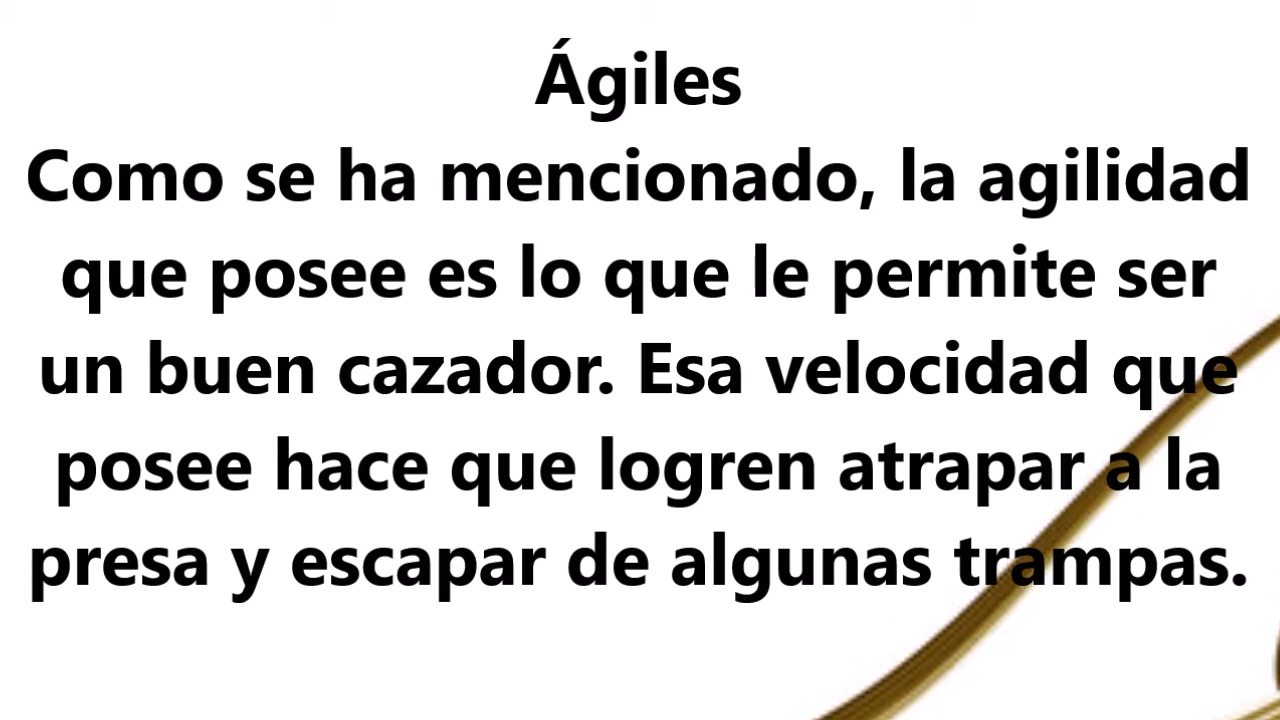 Ágiles
Como se ha mencionado, la agilidad
que posee es lo que le permite ser
un buen cazador. Esa velocidad que
posee hace que logren atrapar a la
presa y escapar de algunas trampas.